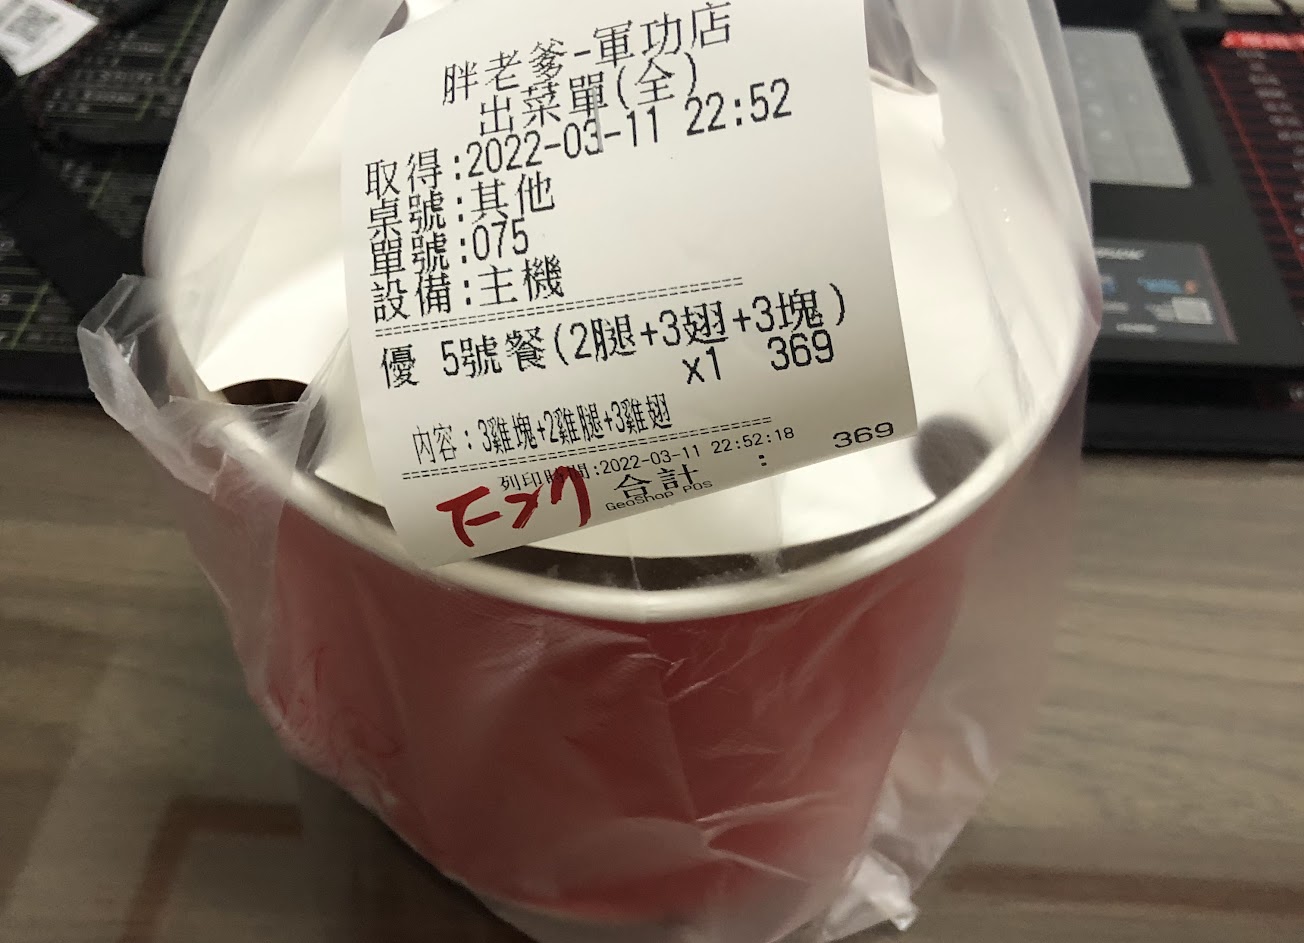 胖老爹-軍功店
出菜單(全)
取得:2022-03-11 22:52
桌號:其他
單號:075
設備:主機
優 5號餐(2腿+3翅+3塊)
x1 369
內容:3雞塊+2雞腿+3雞翅
列印時間:2022-03-11 22:52:18
合計 : 369
GeoShop POS